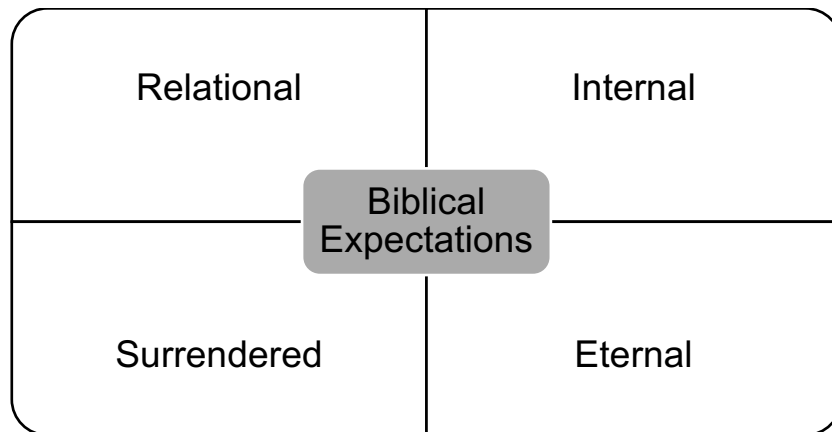 Relational
Internal
Biblical
Expectations
Surrendered
Eternal